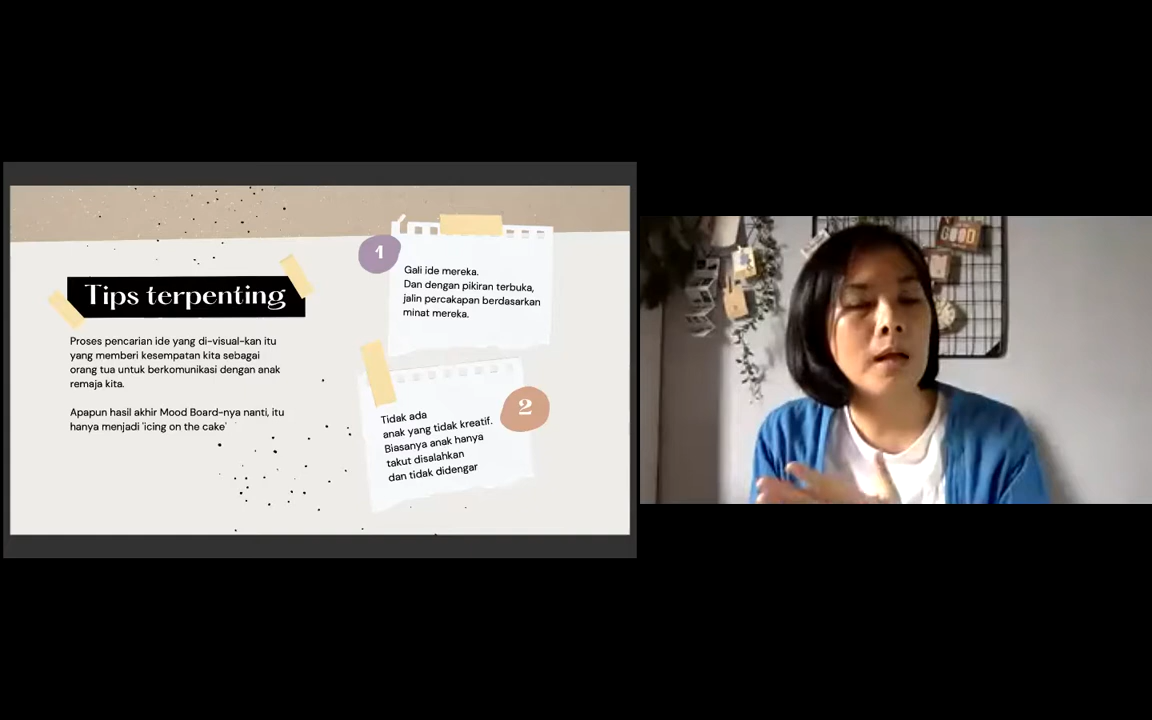 Tips terpenting
Proses pencarian ide yang di-visual-kan itu
yang memberi kesempatan kita sebagai
orang tua untuk berkomunikasi dengan anak
remaja kita.
Apapun hasil akhir Mood Board-nya nanti, itu
hanya menjadi 'icing on the cake'
1
Gali ide mereka.
Dan dengan pikiran terbuka,
jalin percakapan berdasarkan
minat mereka.
2
Tidak ada
anak yang tidak kreatif.
Biasanya anak hanya
takut disalahkan
dan tidak didengar
GOOD